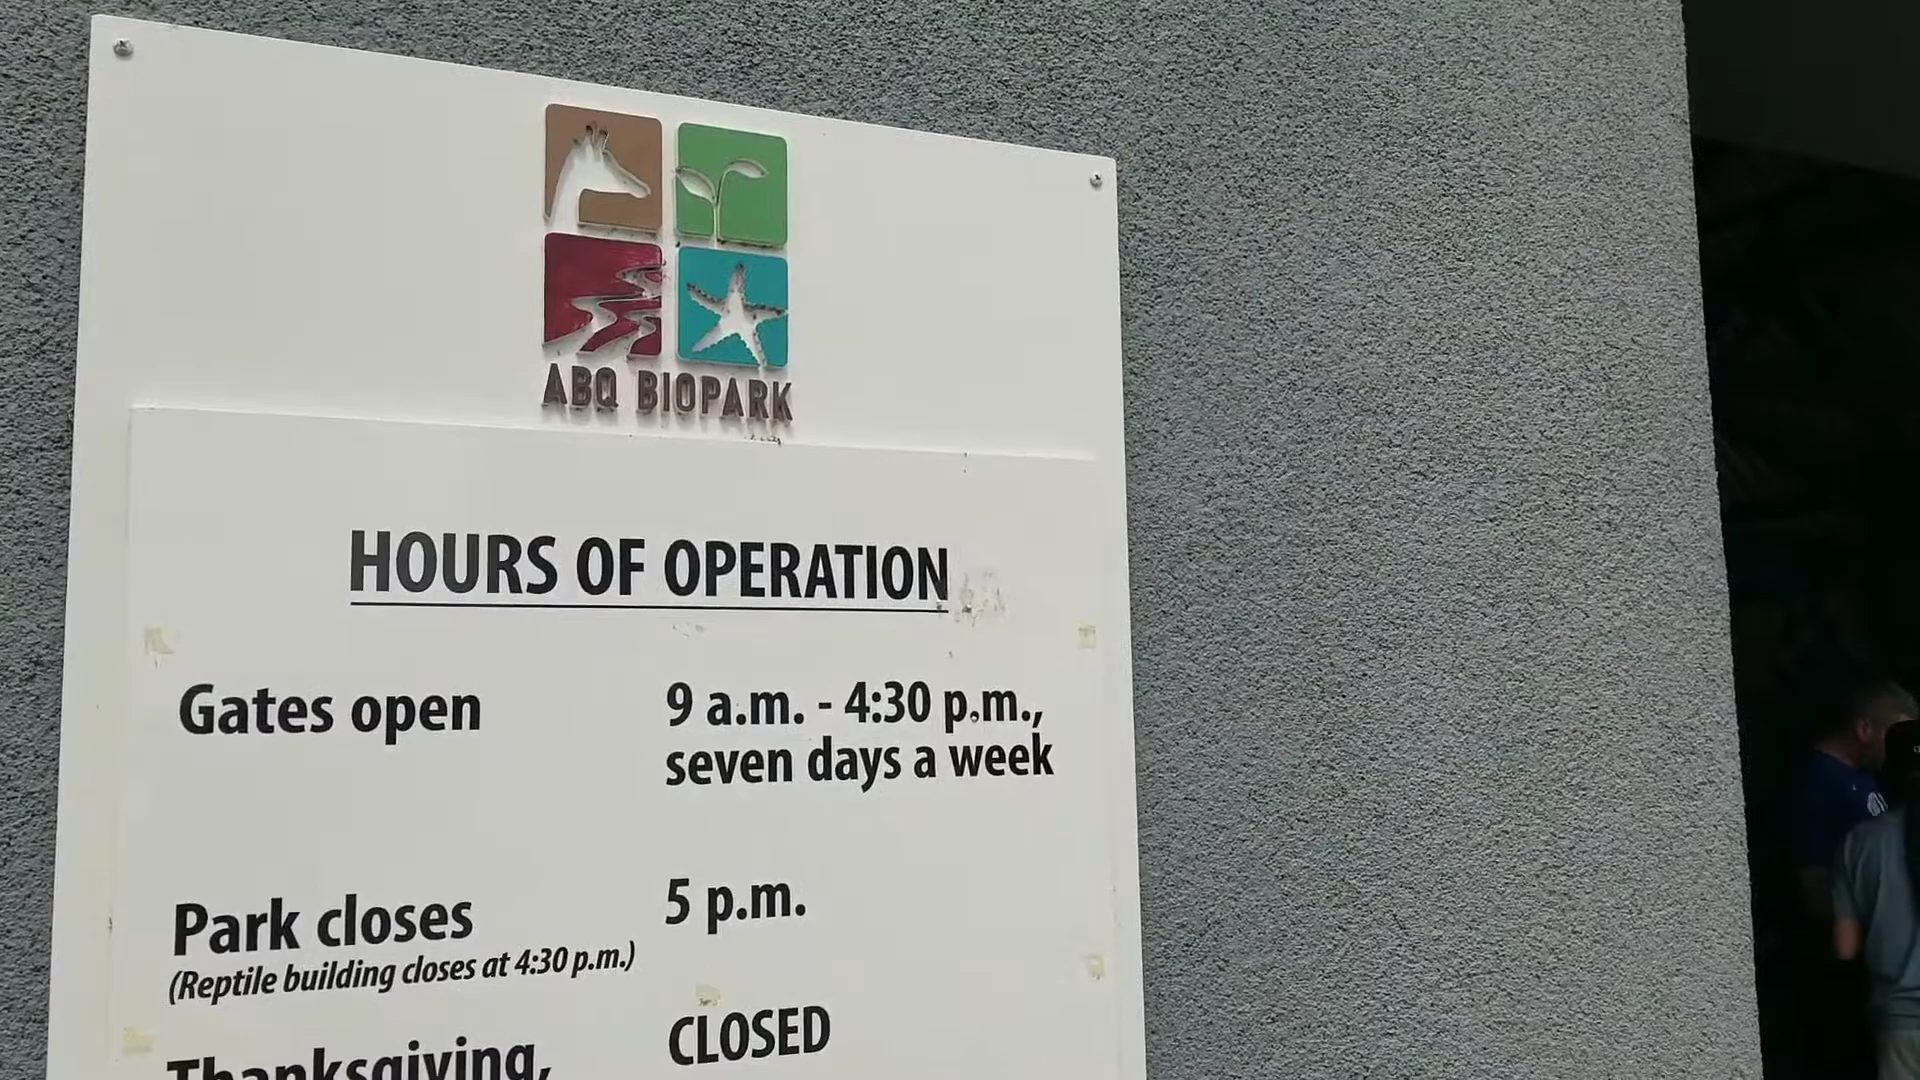 ABQ BIOPARK
HOURS OF OPERATION
Gates open
9 a.m. - 4:30 p.m.,
seven days a week
Park closes
5 p.m.
(Reptile building closes at 4:30 p.m.)
Thanksgiving,
CLOSED